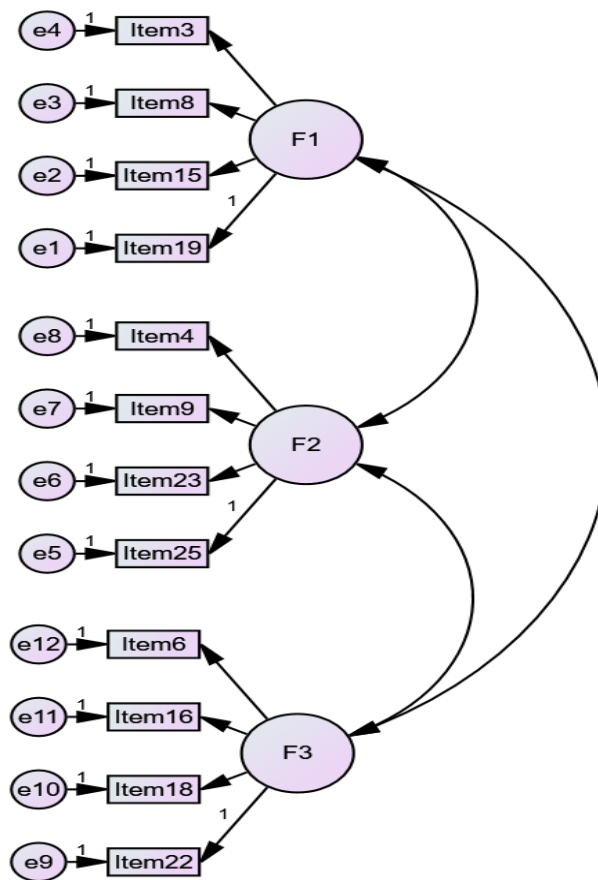 e4 1 Item3
e3 1 Item8
F1
e2 1 Item15
1
e1 1 Item19
e8 1 Item4
e7 1 Item9
F2
e6 1 Item23
1
e5 1 Item25
e12 1 Item6
e11 1 Item16
F3
e10 1 Item18
1
e9 1 Item22